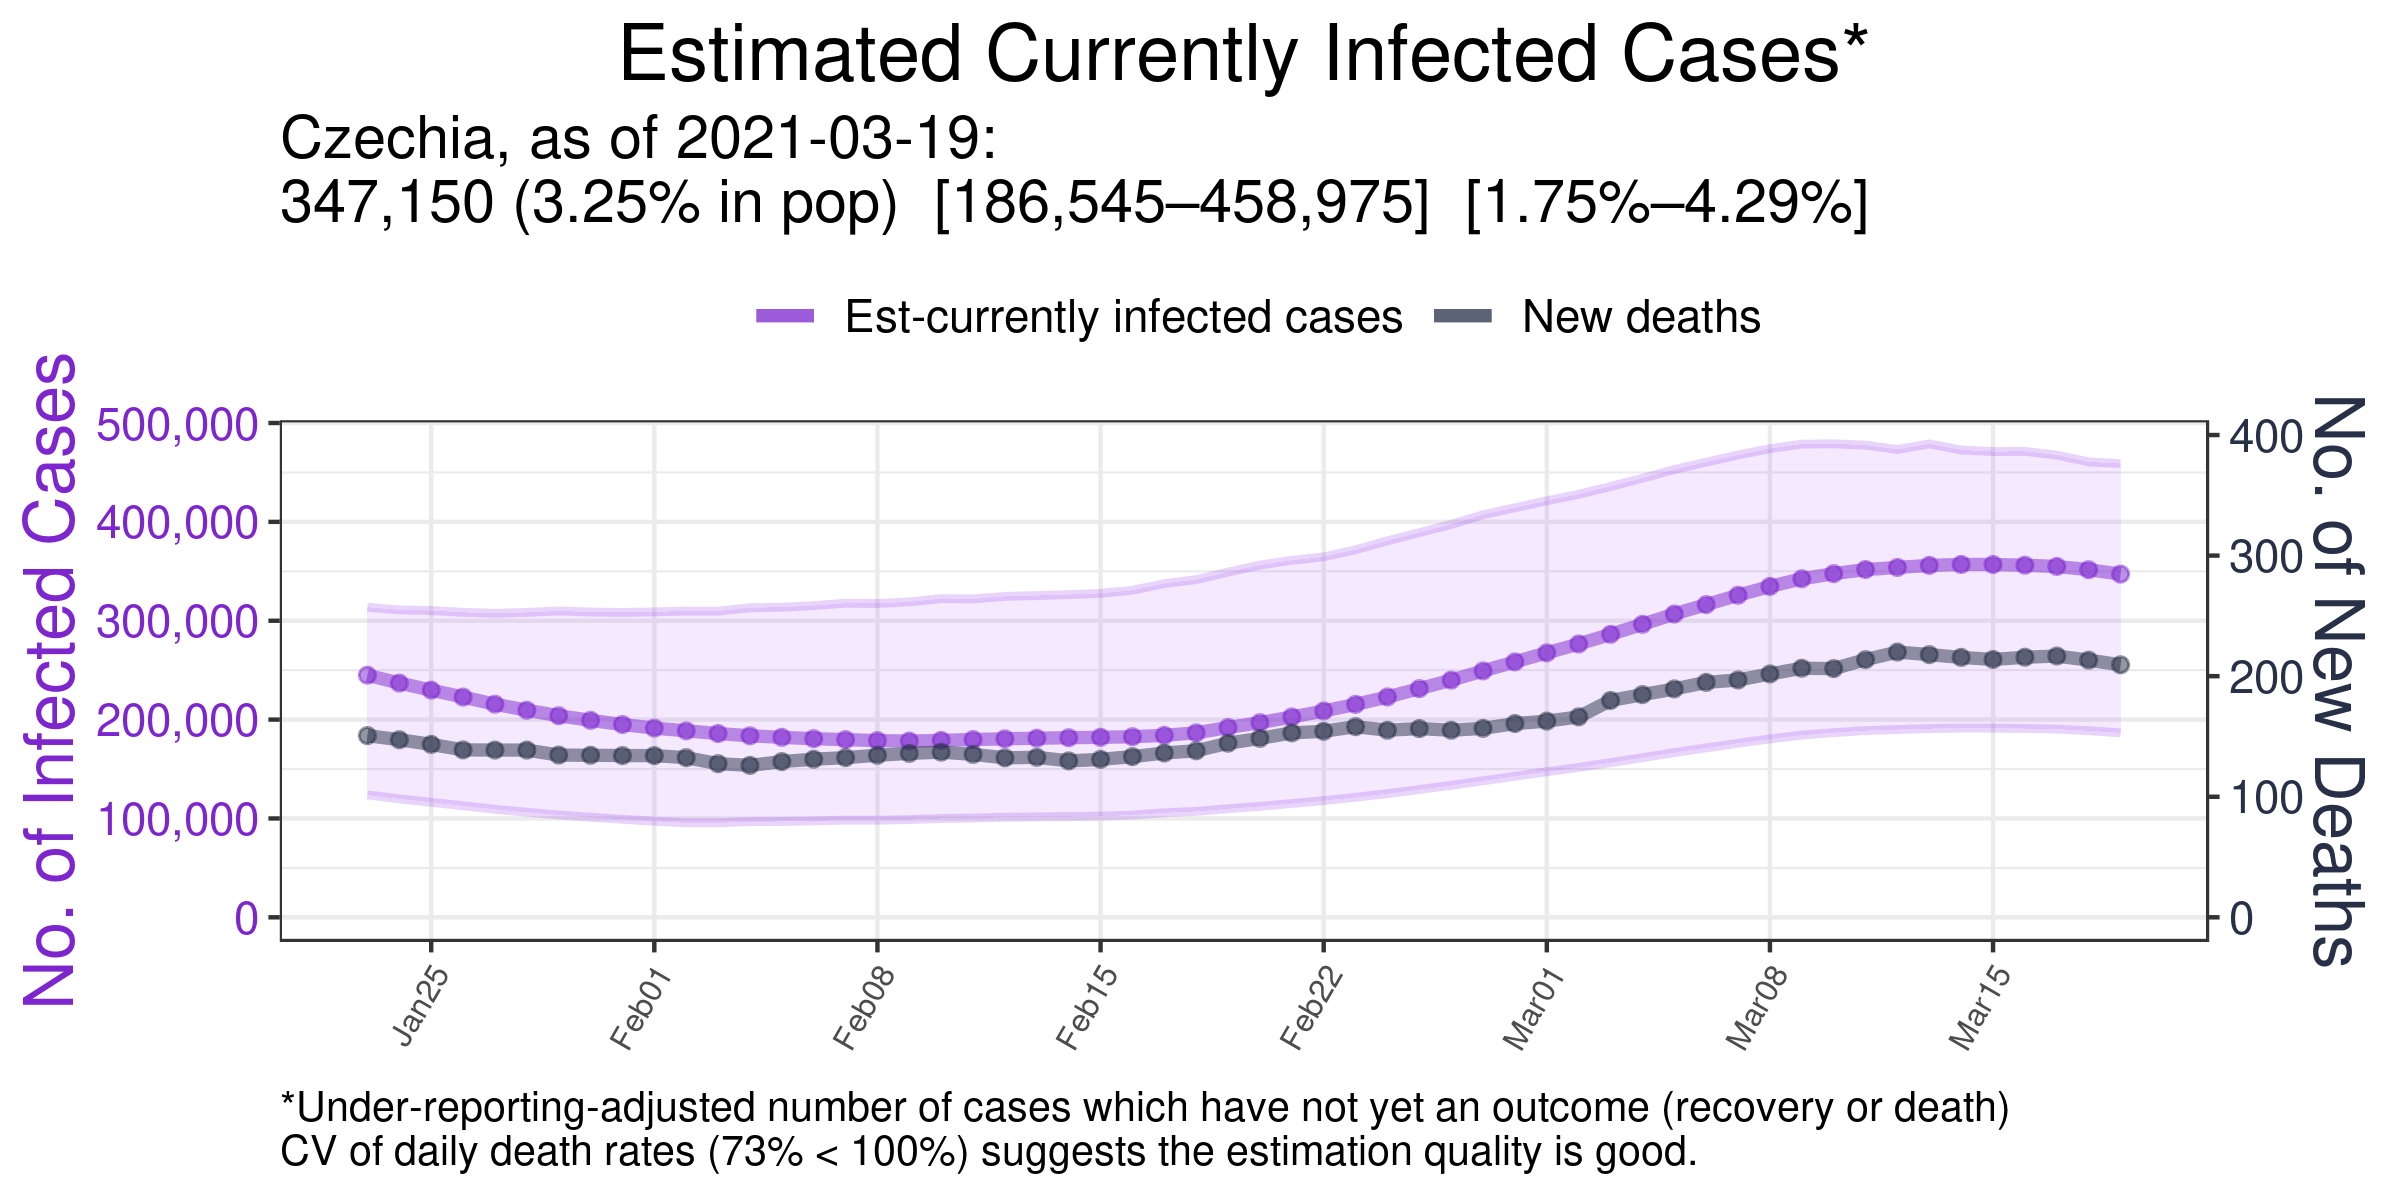 Estimated Currently Infected Cases*
Czechia, as of 2021-03-19:
347,150 (3.25% in pop) [186,545–458,975] [1.75%–4.29%]
Est-currently infected cases
New deaths
No. of Infected Cases
500,000
400,000
300,000
200,000
100,000
0
400
300
200
100
0
No. of New Deaths
Jan25
Feb01
Feb08
Feb15
Feb22
Mar01
Mar08
Mar15
*Under-reporting-adjusted number of cases which have not yet an outcome (recovery or death)
CV of daily death rates (73% < 100%) suggests the estimation quality is good.